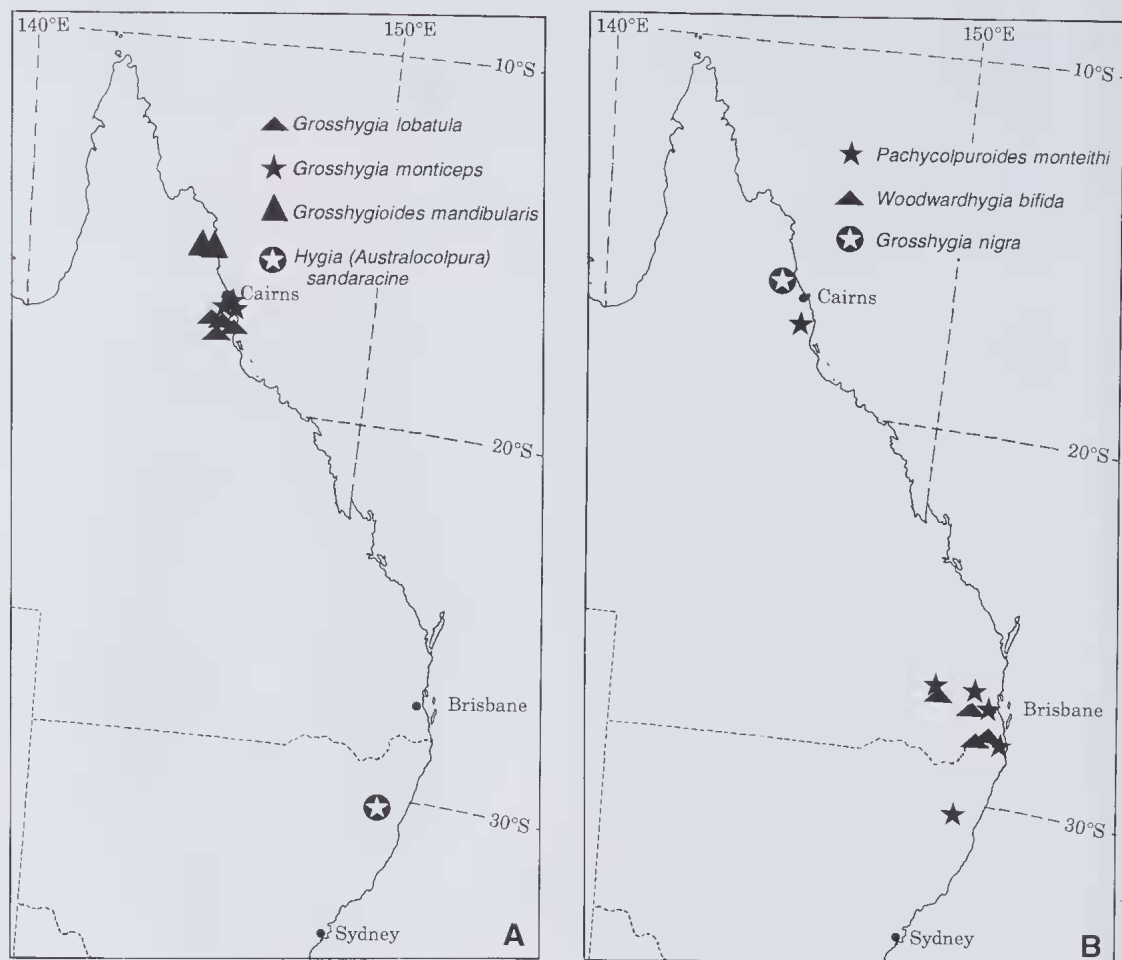 140°E
150°E
10°S
Grosshygia lobatula
Grosshygia monticeps
Grosshygioides mandibularis
Hygia (Australocolpura)
sandaracine
Cairns
20°S
Brisbane
30°S
Sydney
A
140°E
150°E
10°S
Pachycolpuroides monteithi
Woodwardhygia bifida
Grosshygia nigra
Cairns
20°S
Brisbane
30°S
Sydney
B